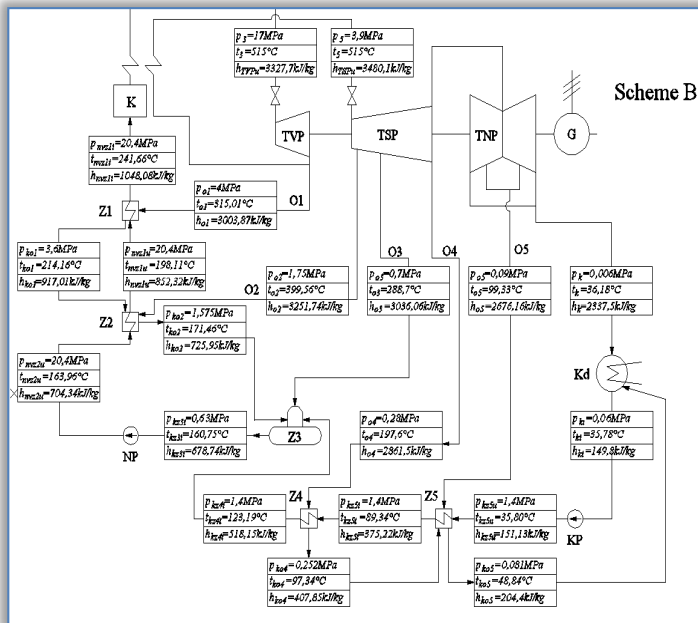 p3=17MPa
t3=515°C
hTVPu=3327,7kJ/kg
p5=3,9MPa
t5=515°C
hTSPu=3480,1kJ/kg
Scheme B
K
TVP
TSP
TNP
G
pnvz1i=20,4MPa
tnvz1i=241,66°C
hnvz1i=1048,08kJ/kg
Z1
po1=4MPa
to1=315,01°C
ho1=3003,87kJ/kg
O1
O3
O4
O5
pko1=3,6MPa
tko1=214,16°C
hko1=917,01kJ/kg
pnvz1u=20,4MPa
tnvz1u=198,11°C
hnvz1u=852,32kJ/kg
O2
po2=1,75MPa
to2=399,56°C
ho2=3251,74kJ/kg
po3=0,7MPa
to3=288,7°C
ho3=3036,06kJ/kg
po5=0,09MPa
to5=99,33°C
ho5=2676,16kJ/kg
pk=0,006MPa
tk=36,18°C
hk=2337,5kJ/kg
Z2
pko2=1,575MPa
tko2=171,46°C
hko2=725,95kJ/kg
Kd
pnvz2u=20,4MPa
tnvz2u=163,96°C
hnvz2u=704,34kJ/kg
pkz3i=0,63MPa
tkz3i=160,75°C
hkz3i=678,74kJ/kg
NP
Z3
po4=0,28MPa
to4=197,6°C
ho4=2861,5kJ/kg
pk1=0,06MPa
tk1=35,78°C
hk1=149,8kJ/kg
Z4
Z5
pkz4i=1,4MPa
tkz4i=123,19°C
hkz4i=518,15kJ/kg
pkz5i=1,4MPa
tkz5i=89,34°C
hkz5i=375,22kJ/kg
pkz5u=1,4MPa
tkz5u=35,80°C
hkz5u=151,13kJ/kg
KP
pko4=0,252MPa
tko4=97,34°C
hko4=407,85kJ/kg
pko5=0,081MPa
tko5=48,84°C
hko5=204,4kJ/kg